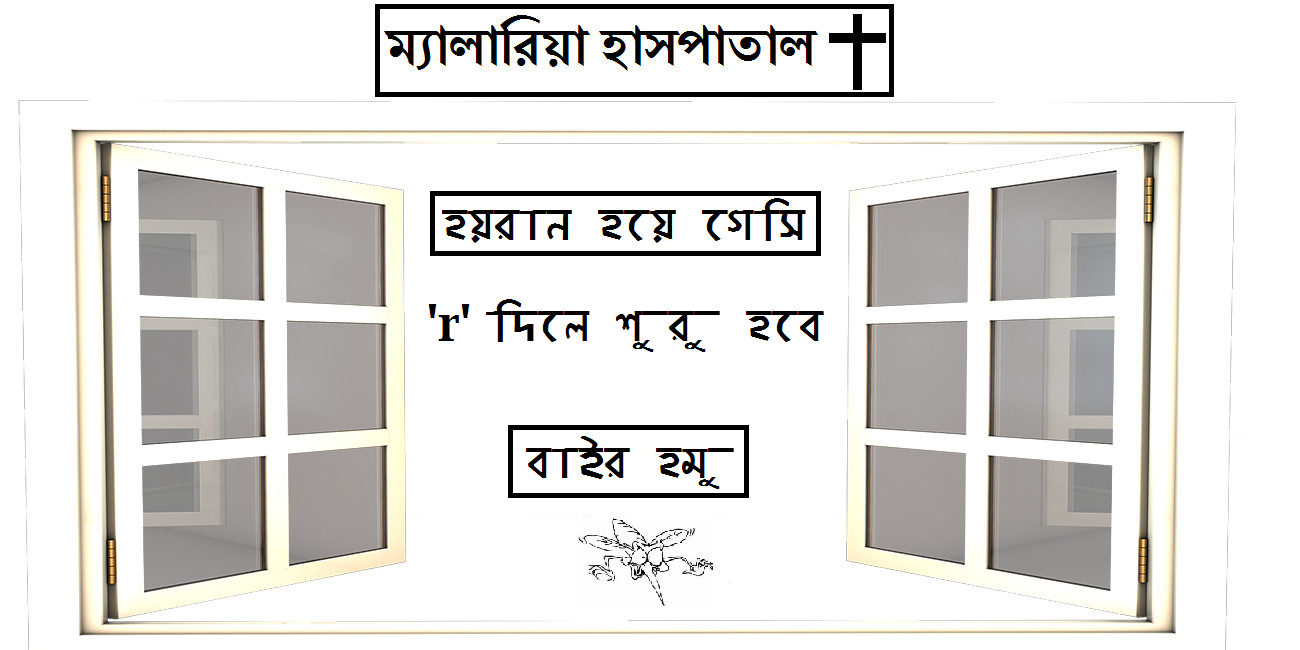 ম্যালারিয়া হাসপাতাল
হয়রান হয়ে গেসি
'r' দিলে শুরু হবে
বাইর হমু